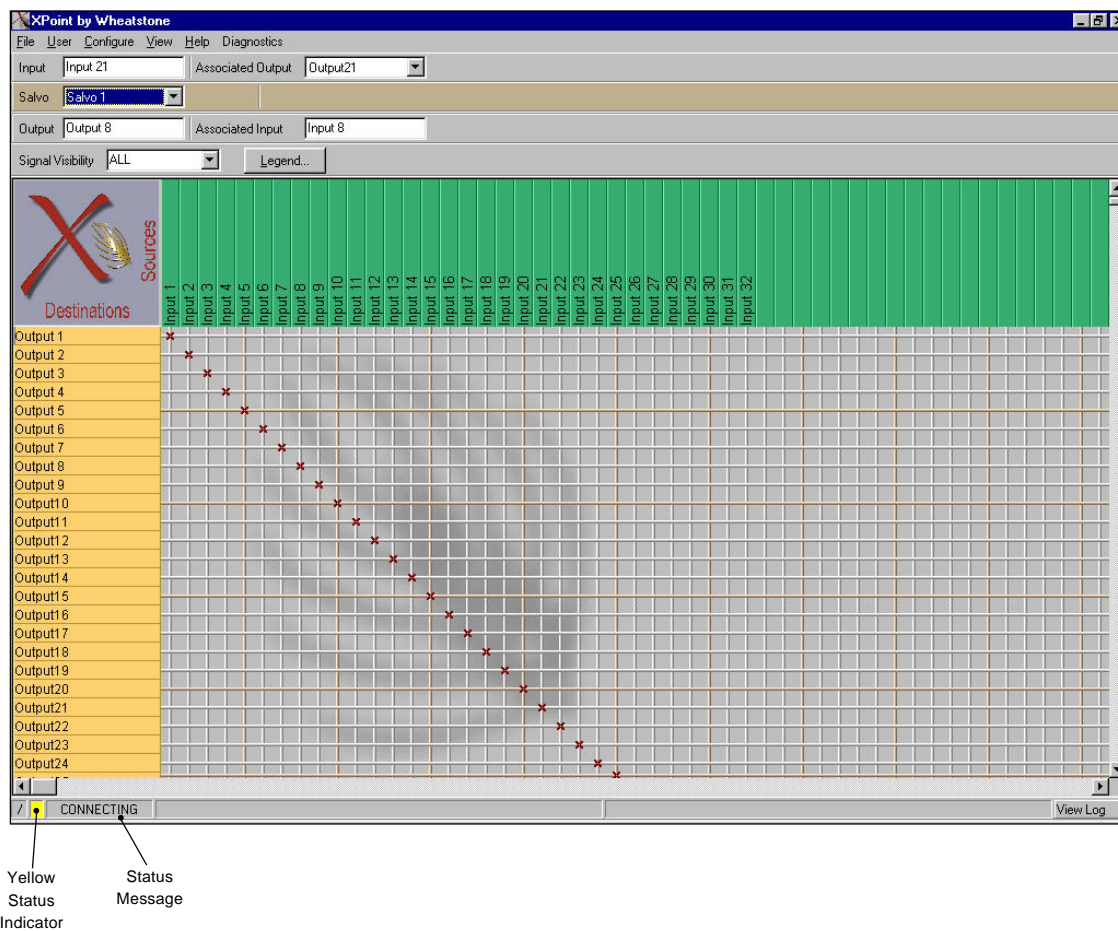 XPoint by Wheatstone
File User Configure View Help Diagnostics
Input Input 21 Associated Output Output21
Salvo Salvo 1
Output Output 8 Associated Input Input 8
Signal Visibility ALL Legend...
X
Sources
Destinations
Input 1
Input 2
Input 3
Input 4
Input 5
Input 6
Input 7
Input 8
Input 9
Input 10
Input 11
Input 12
Input 13
Input 14
Input 15
Input 16
Input 17
Input 18
Input 19
Input 20
Input 21
Input 22
Input 23
Input 24
Input 25
Input 26
Input 27
Input 28
Input 29
Input 30
Input 31
Input 32
Output 1
Output 2
Output 3
Output 4
Output 5
Output 6
Output 7
Output 8
Output 9
Output10
Output11
Output12
Output13
Output14
Output15
Output16
Output17
Output18
Output19
Output20
Output21
Output22
Output23
Output24
/ CONNECTING View Log
Yellow
Status
Indicator
Status
Message